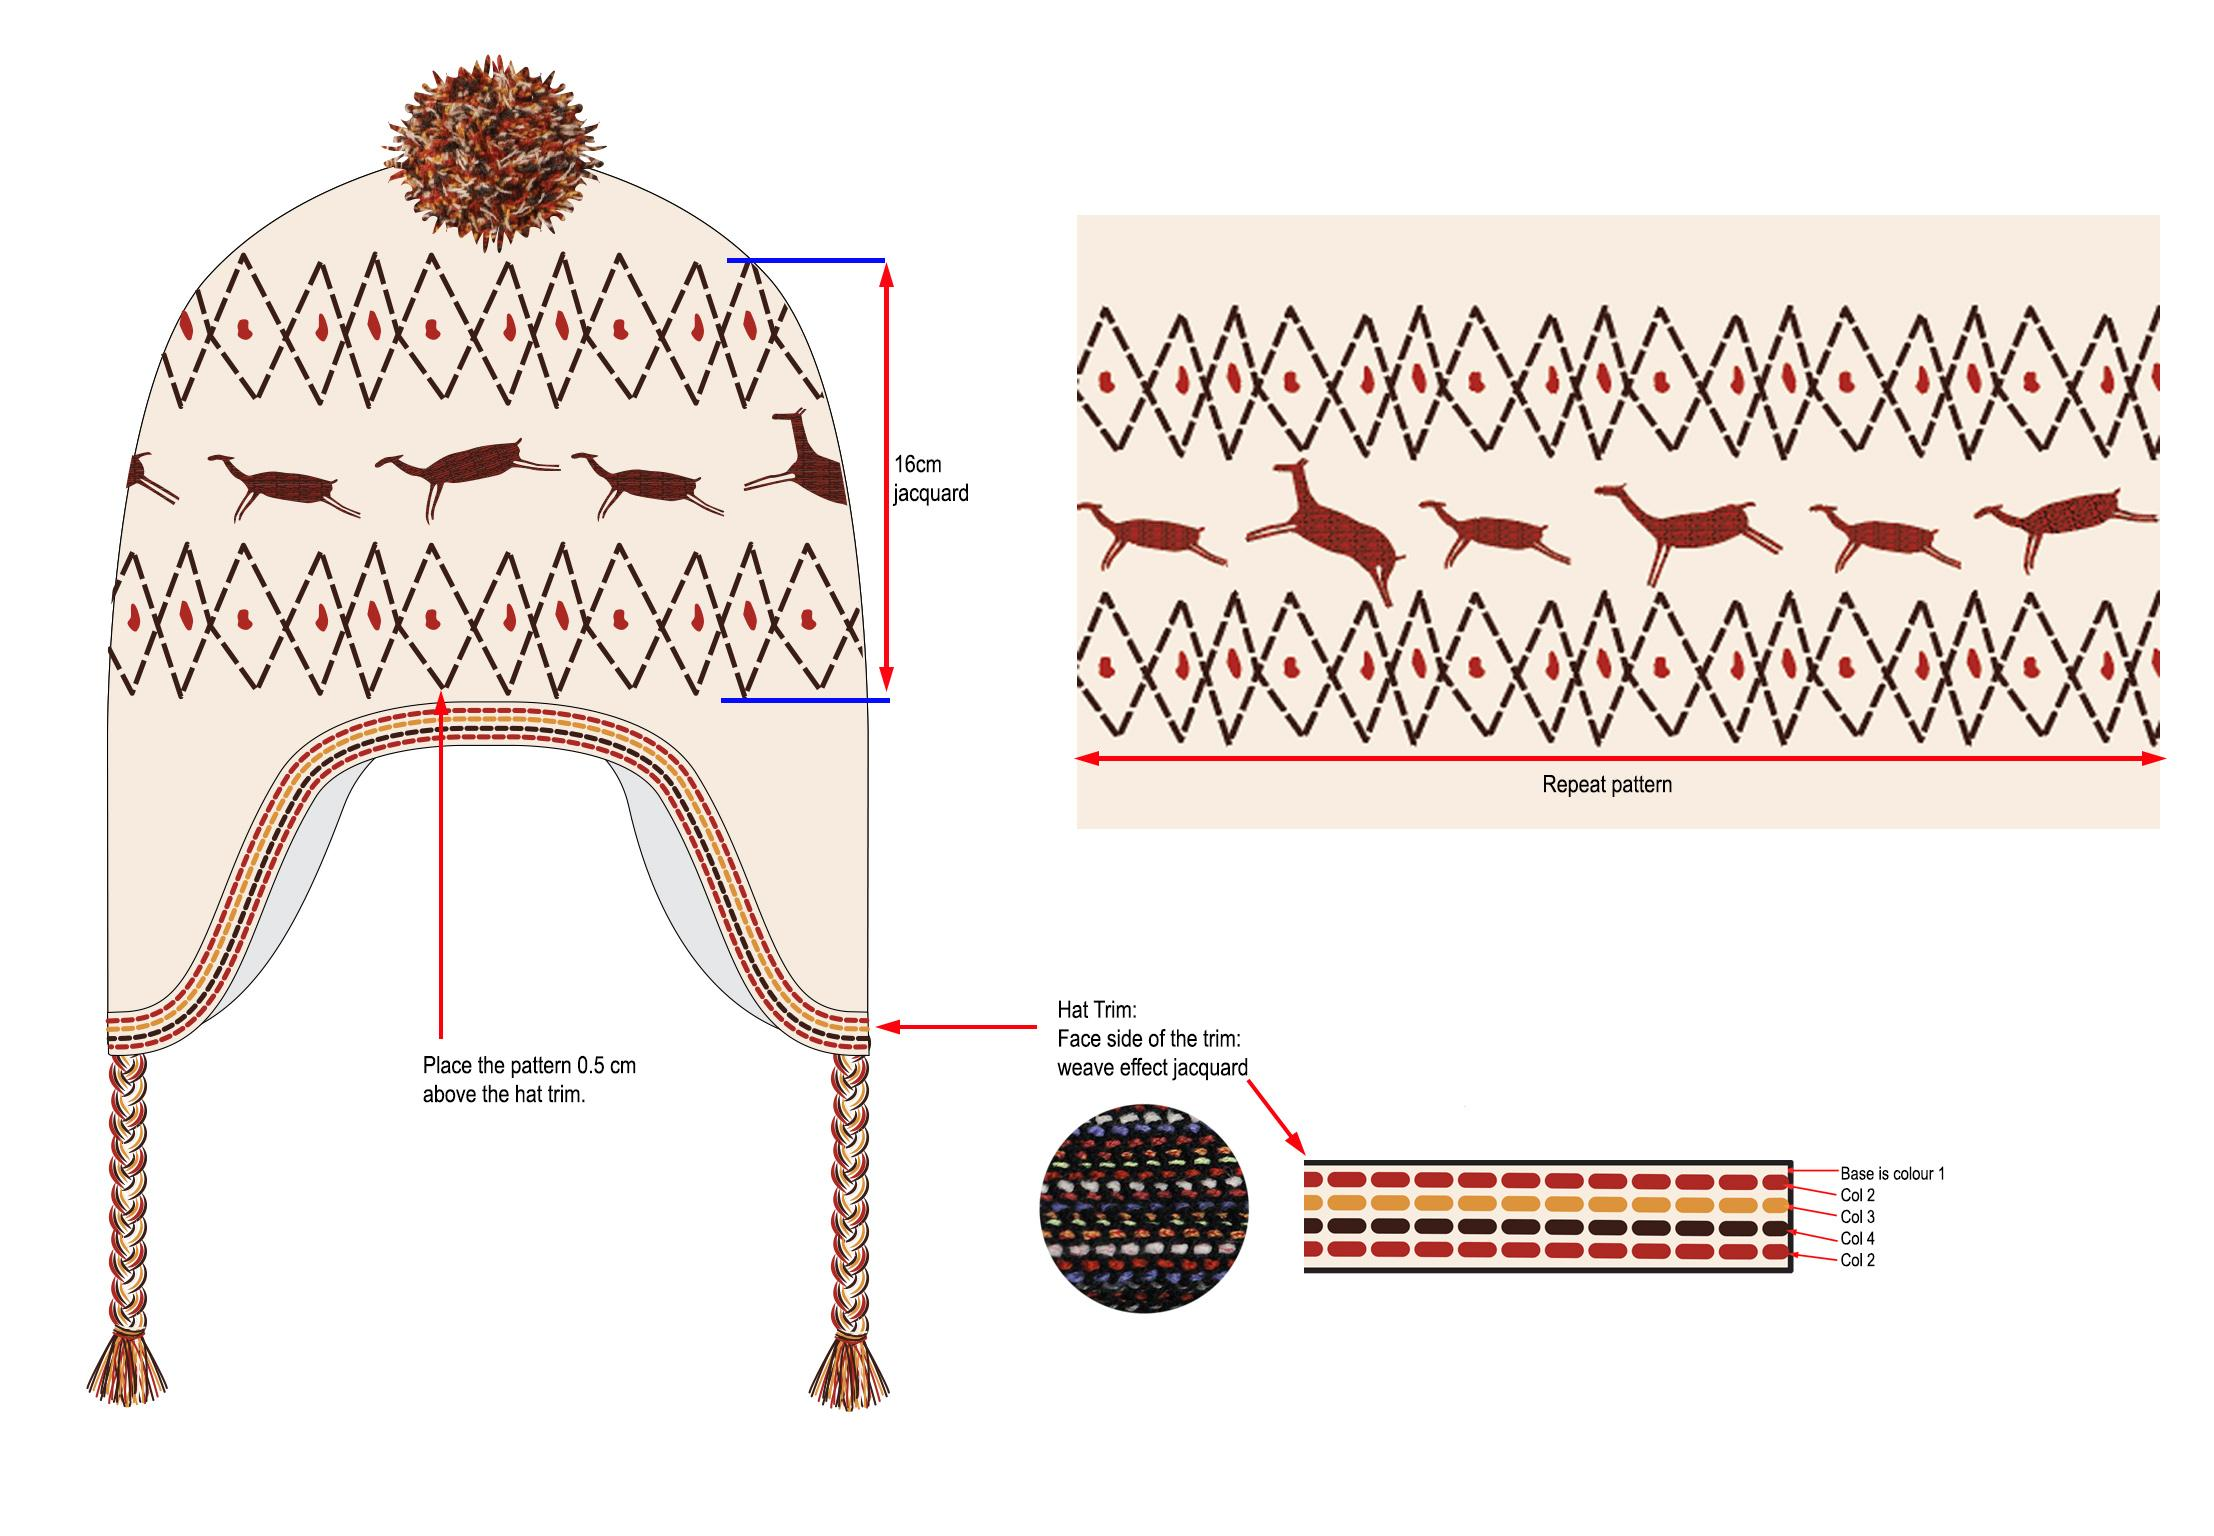 16cm
jacquard
Repeat pattern
Place the pattern 0.5 cm
above the hat trim.
Hat Trim:
Face side of the trim:
weave effect jacquard
Base is colour 1
Col 2
Col 3
Col 4
Col 2